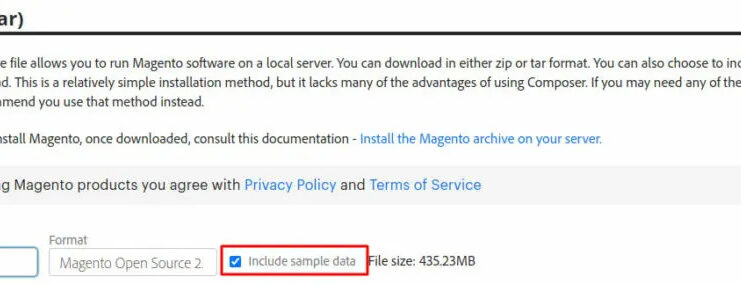 ar)
e file allows you to run Magento software on a local server. You can download in either zip or tar format. You can also choose to inc
ad. This is a relatively simple installation method, but it lacks many of the advantages of using Composer. If you may need any of the
mend you use that method instead.
nstall Magento, once downloaded, consult this documentation - Install the Magento archive on your server.
ng Magento products you agree with Privacy Policy and Terms of Service
Format
Magento Open Source 2.
Include sample data
File size: 435.23MB